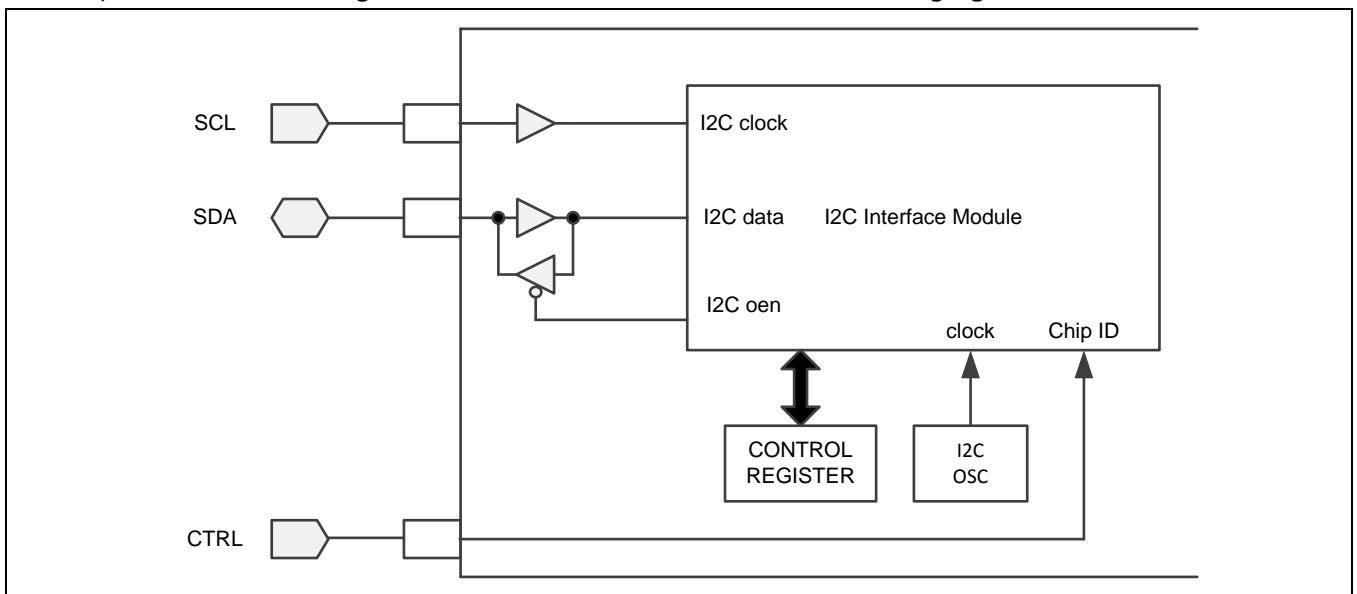 SCL
I2C clock
SDA
I2C data
I2C Interface Module
I2C oen
clock
Chip ID
CONTROL
REGISTER
I2C
OSC
CTRL